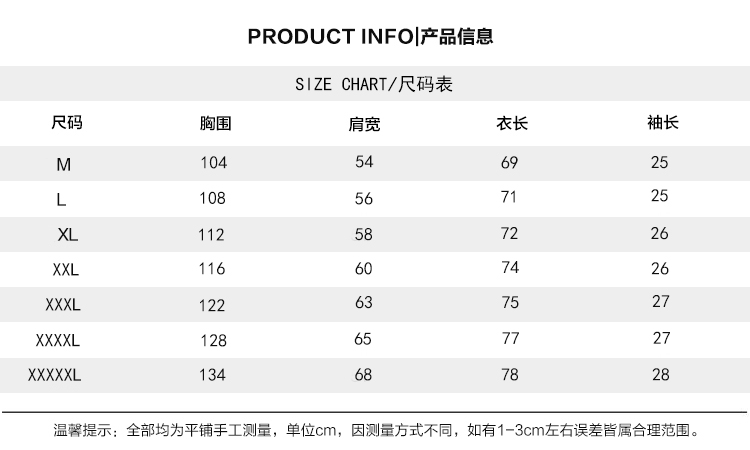 PRODUCT INFO|产品信息
SIZE CHART/尺码表
尺码 胸围 肩宽 衣长 袖长
M 104 54 69 25
L 108 56 71 25
XL 112 58 72 26
XXL 116 60 74 26
XXXL 122 63 75 27
XXXXL 128 65 77 27
XXXXXL 134 68 78 28
温馨提示：全部均为平铺手工测量，单位cm，因测量方式不同，如有1-3cm左右误差皆属合理范围。